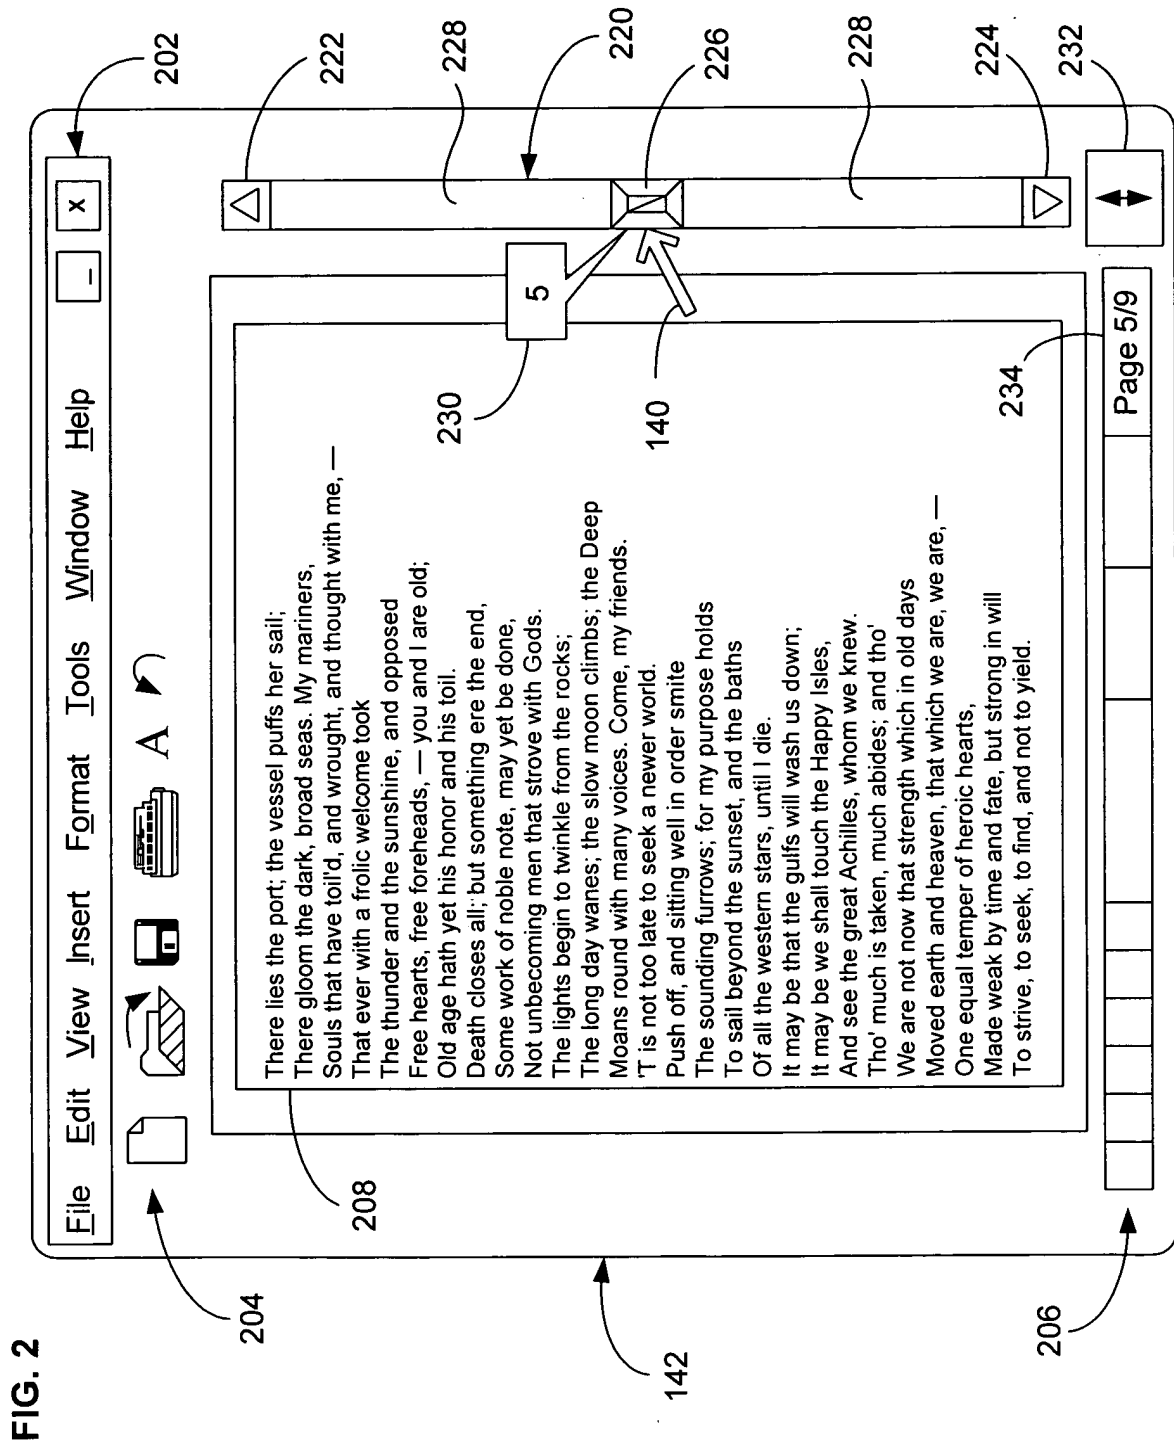 FIG. 2
File Edit View Insert Format Tools Window Help _ x
202
204
A
222
228
220
226
228
224
232
230
5
140
208
There lies the port; the vessel puffs her sail;
There gloom the dark, broad seas. My mariners,
Souls that have toil'd, and wrought, and thought with me, —
That ever with a frolic welcome took
The thunder and the sunshine, and opposed
Free hearts, free foreheads, — you and I are old;
Old age hath yet his honor and his toil.
Death closes all; but something ere the end,
Some work of noble note, may yet be done,
Not unbecoming men that strove with Gods.
The lights begin to twinkle from the rocks;
The long day wanes; the slow moon climbs; the Deep
Moans round with many voices. Come, my friends.
'T is not too late to seek a newer world.
Push off, and sitting well in order smite
The sounding furrows; for my purpose holds
To sail beyond the sunset, and the baths
Of all the western stars, until I die.
It may be that the gulfs will wash us down;
It may be we shall touch the Happy Isles,
And see the great Achilles, whom we knew.
Tho' much is taken, much abides; and tho'
We are not now that strength which in old days
Moved earth and heaven, that which we are, we are, —
One equal temper of heroic hearts,
Made weak by time and fate, but strong in will
To strive, to seek, to find, and not to yield.
142
234
206
Page 5/9